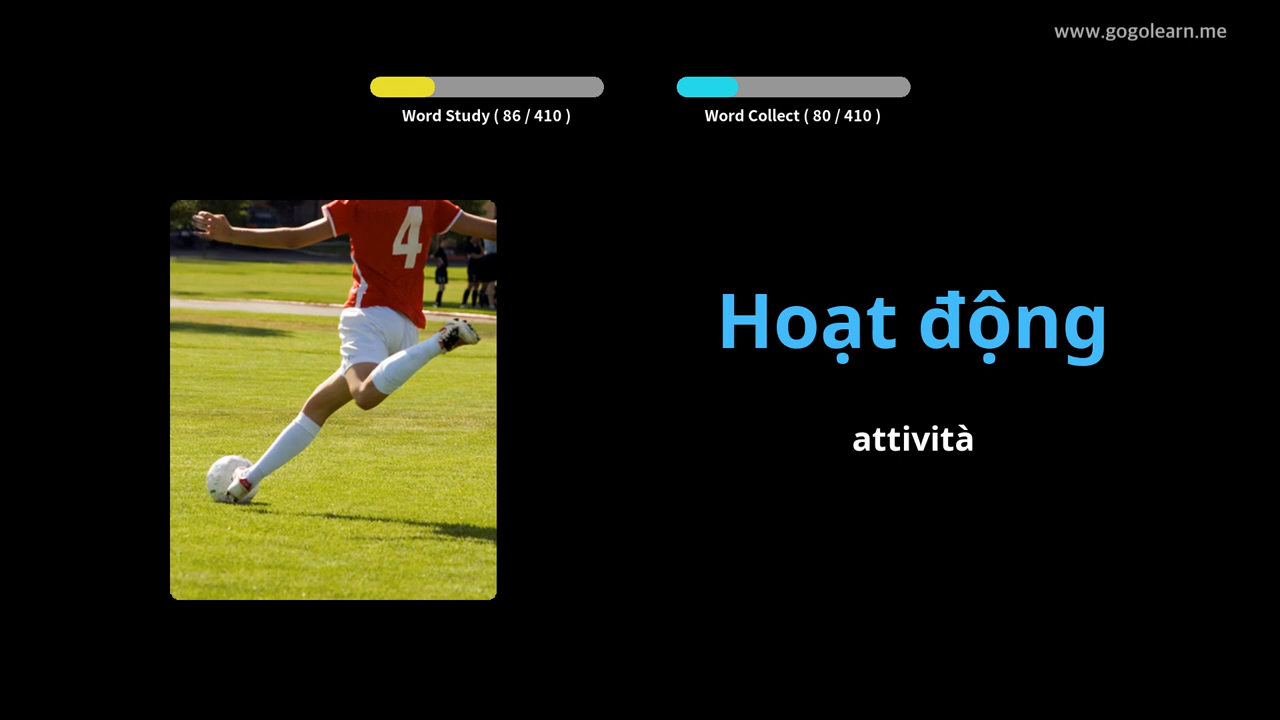 www.gogolearn.me
Word Study ( 86 / 410 )
Word Collect ( 80 / 410 )
4
Hoạt động
attività